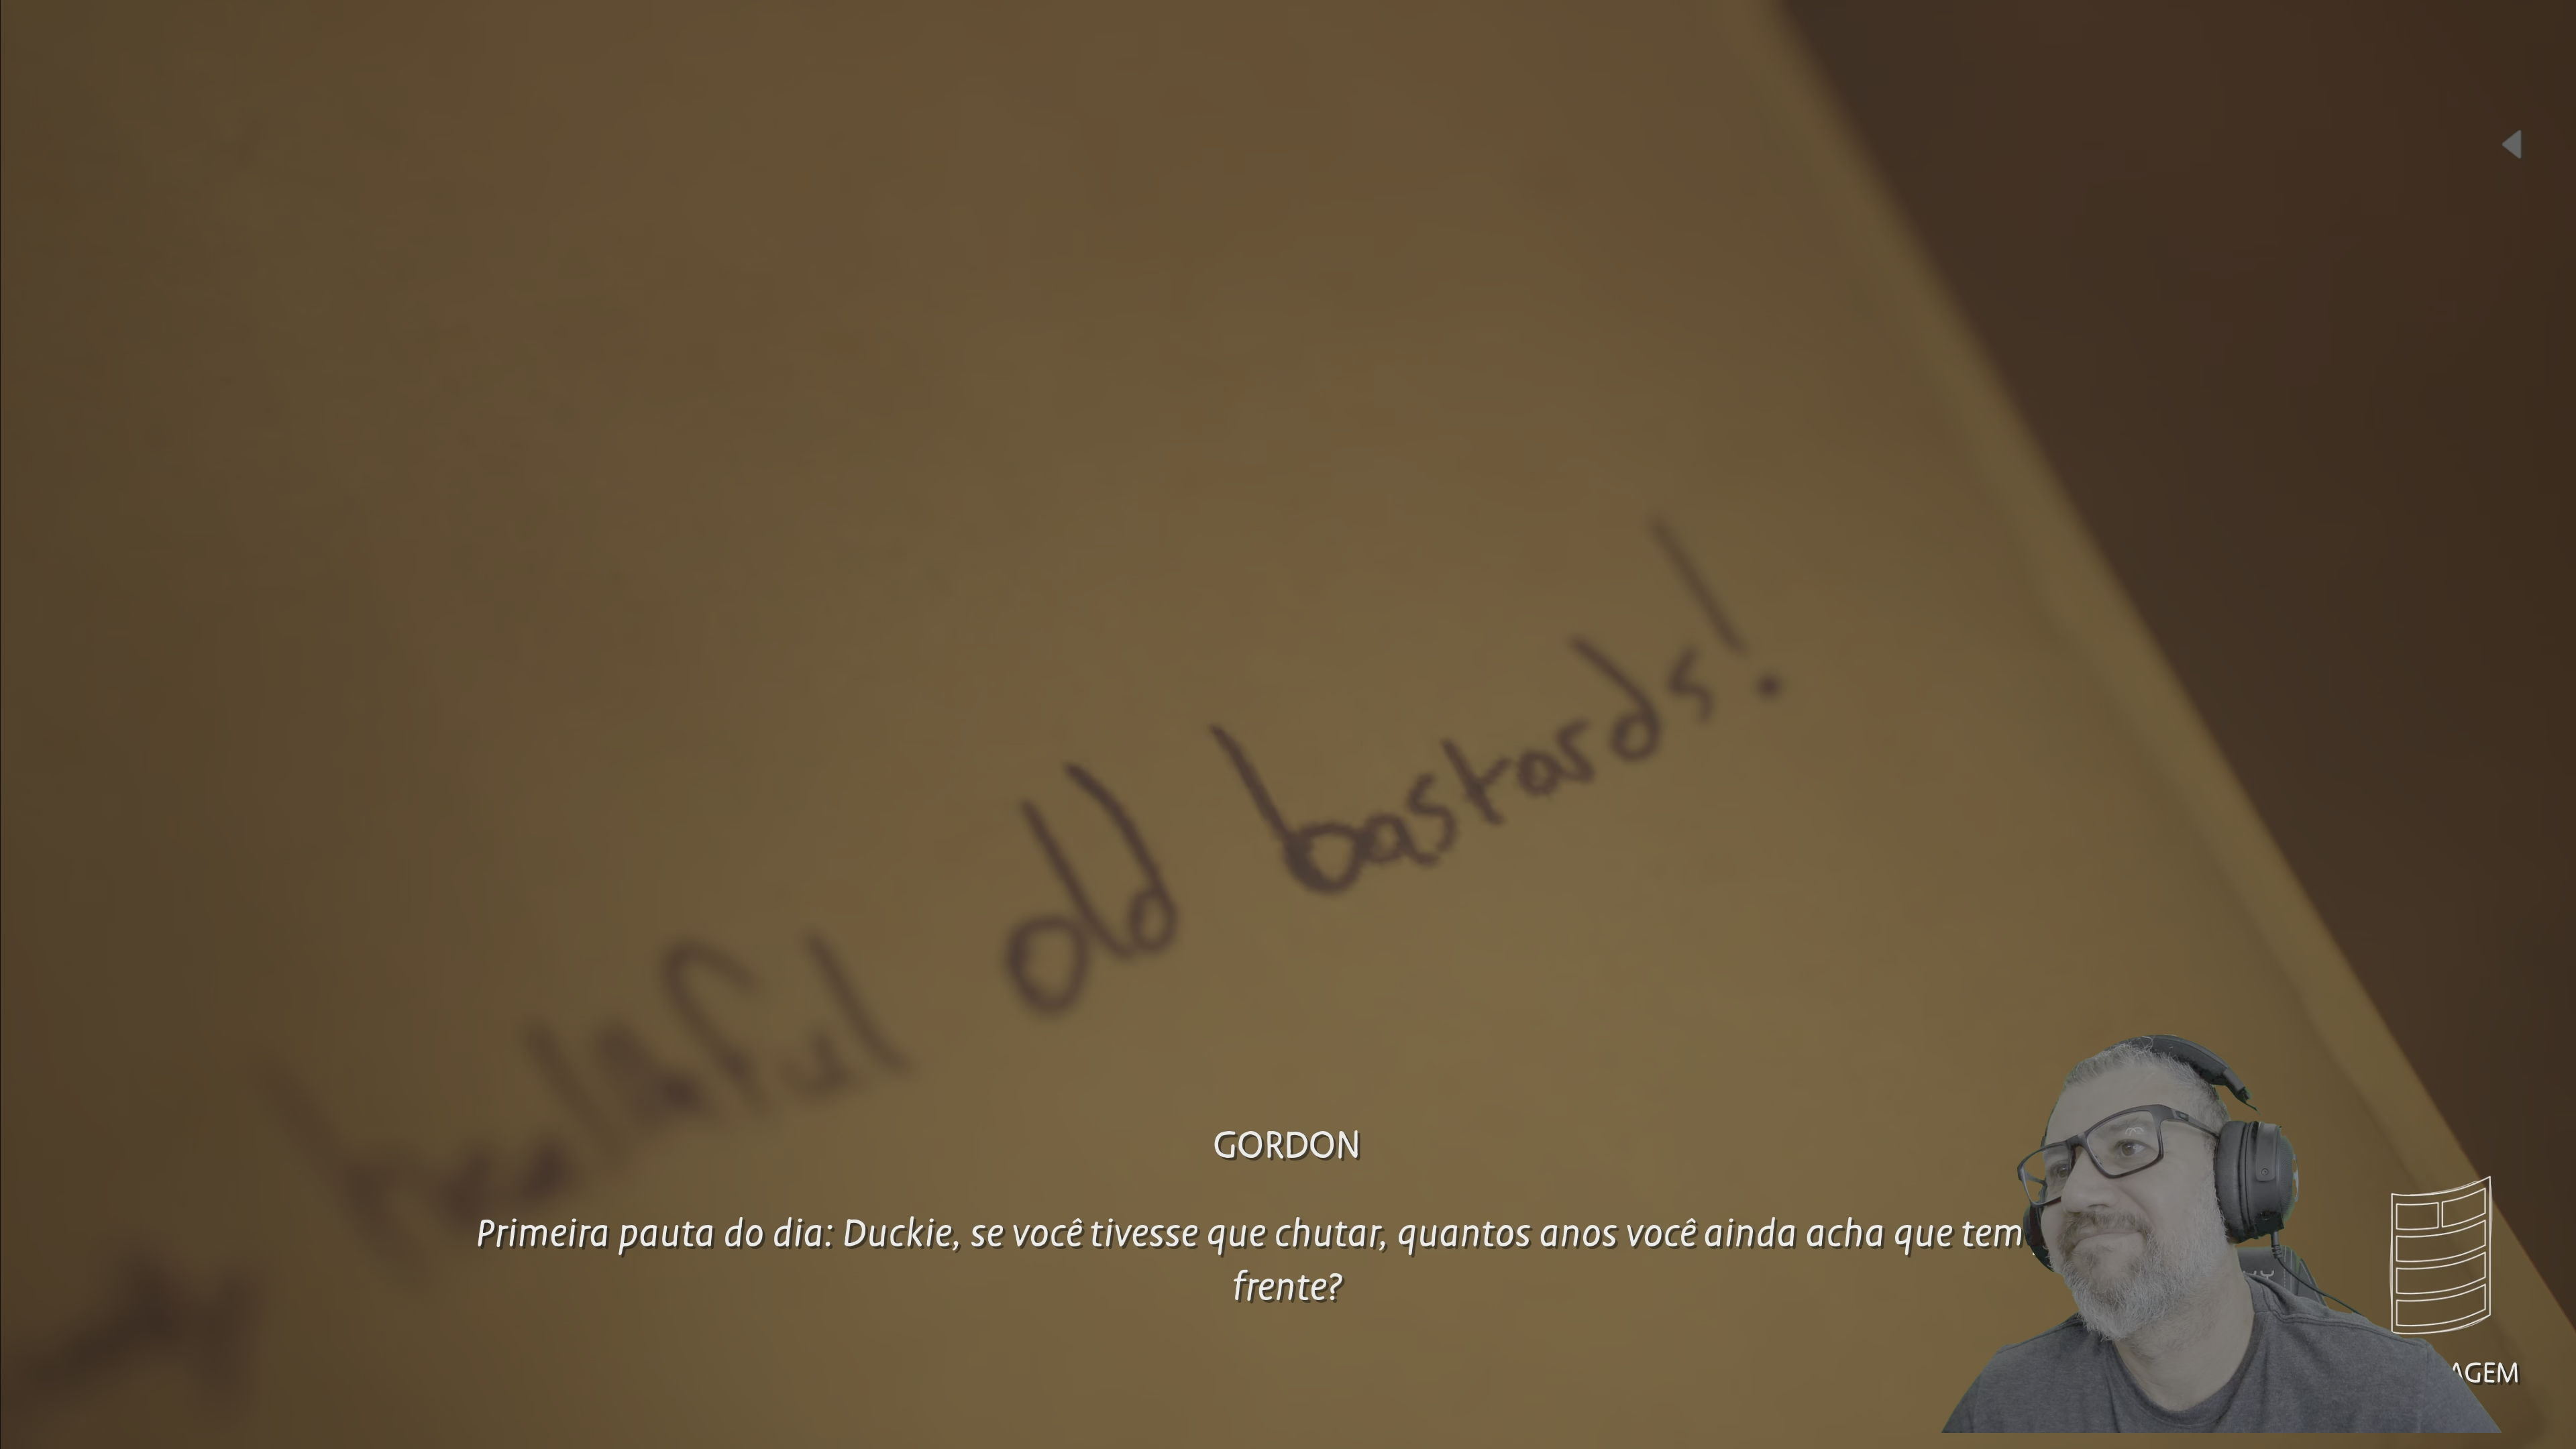 old bastards!
GORDON
Primeira pauta do dia: Duckie, se você tivesse que chutar, quantos anos você ainda acha que tem
frente?
AGEM